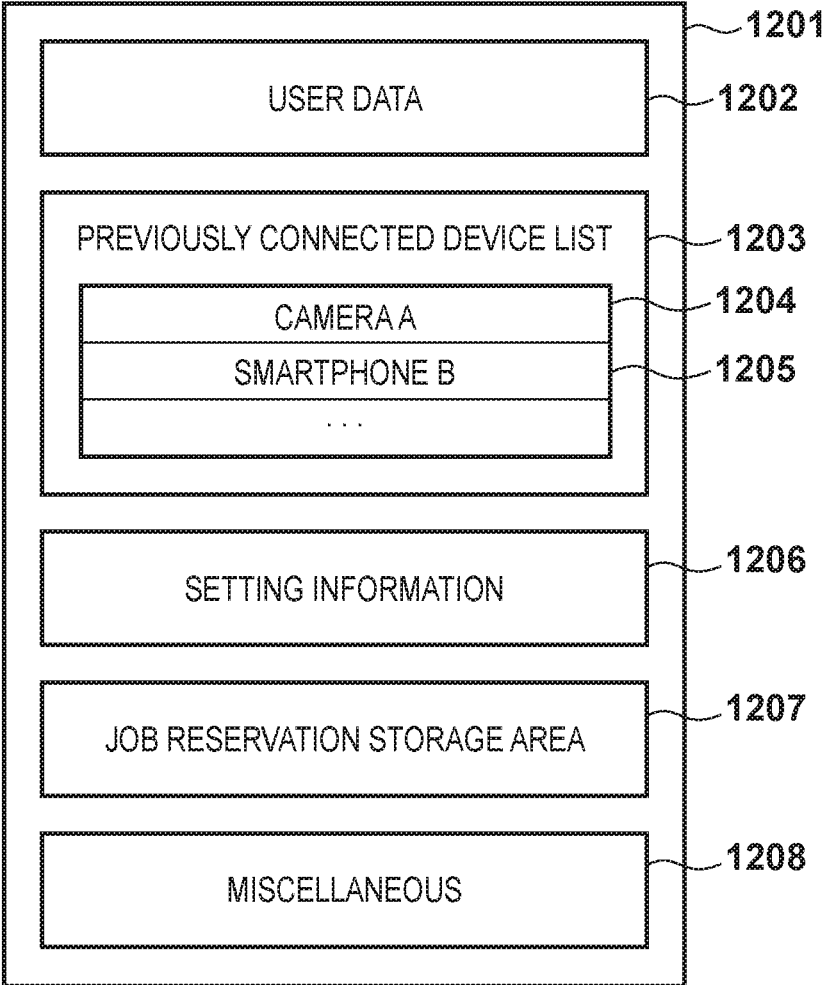 1201
USER DATA
1202
PREVIOUSLY CONNECTED DEVICE LIST
1203
CAMERA A
1204
SMARTPHONE B
1205
. . .
SETTING INFORMATION
1206
JOB RESERVATION STORAGE AREA
1207
MISCELLANEOUS
1208